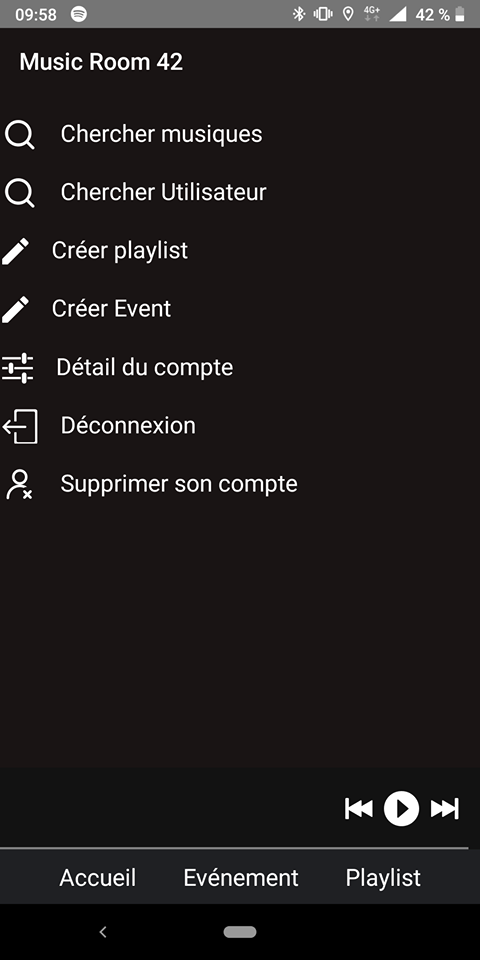 09:58 4G+ 42 %
Music Room 42
Chercher musiques
Chercher Utilisateur
Créer playlist
Créer Event
Détail du compte
Déconnexion
Supprimer son compte
Accueil Evénement Playlist